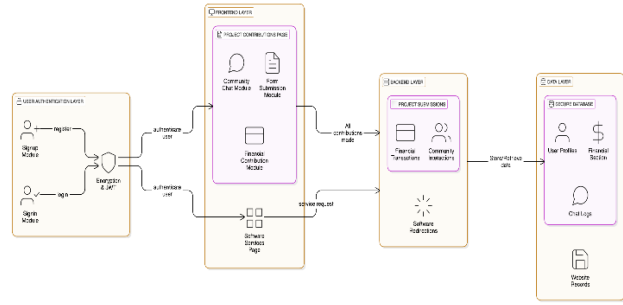 USER AUTHENTICATION LAYER
Signup
Module
register
Signin
Module
login
Encryption
& JWT
authenticate
user
authenticate
user
FRONTEND LAYER
PROJECT CONTRIBUTIONS PAGE
Community
Chat Module
Form
Submission
Module
Financial
Contribution
Module
Software
Services
Page
All
contributions
made
service request
BACKEND LAYER
PROJECT SUBMISSIONS
Financial
Transactions
Community
Interactions
Software
Redirections
Store/Retrieve
data
DATA LAYER
SECURE DATABASE
User Profiles
Financial
Section
Chat Logs
Website
Records